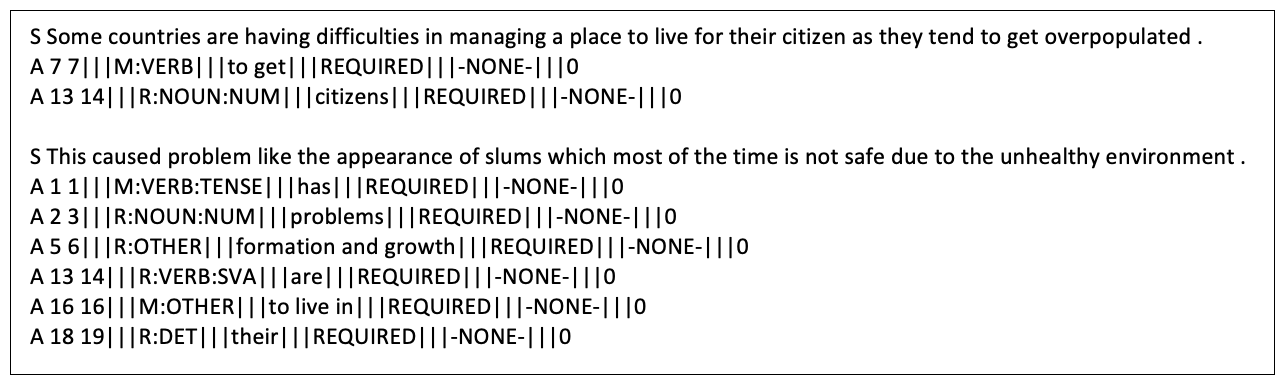 S Some countries are having difficulties in managing a place to live for their citizen as they tend to get overpopulated .
A 7 7|||M:VERB|||to get|||REQUIRED|||-NONE-|||0
A 13 14|||R:NOUN:NUM|||citizens|||REQUIRED|||-NONE-|||0
S This caused problem like the appearance of slums which most of the time is not safe due to the unhealthy environment .
A 1 1|||M:VERB:TENSE|||has|||REQUIRED|||-NONE-|||0
A 2 3|||R:NOUN:NUM|||problems|||REQUIRED|||-NONE-|||0
A 5 6|||R:OTHER|||formation and growth|||REQUIRED|||-NONE-|||0
A 13 14|||R:VERB:SVA|||are|||REQUIRED|||-NONE-|||0
A 16 16|||M:OTHER|||to live in|||REQUIRED|||-NONE-|||0
A 18 19|||R:DET|||their|||REQUIRED|||-NONE-|||0